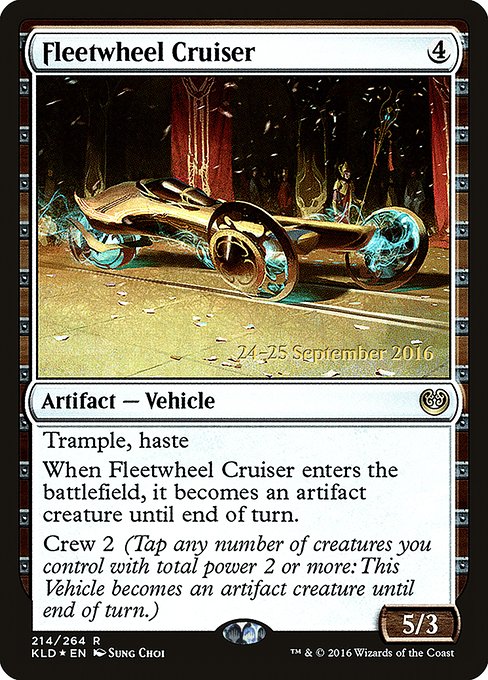 Fleetwheel Cruiser 4
24–25 September 2016
Artifact — Vehicle
Trample, haste
When Fleetwheel Cruiser enters the
battlefield, it becomes an artifact
creature until end of turn.
Crew 2 (Tap any number of creatures you
control with total power 2 or more: This
Vehicle becomes an artifact creature until
end of turn.)
5/3
214/264 R
KLD ★ EN Sung Choi
™ & © 2016 Wizards of the Coast